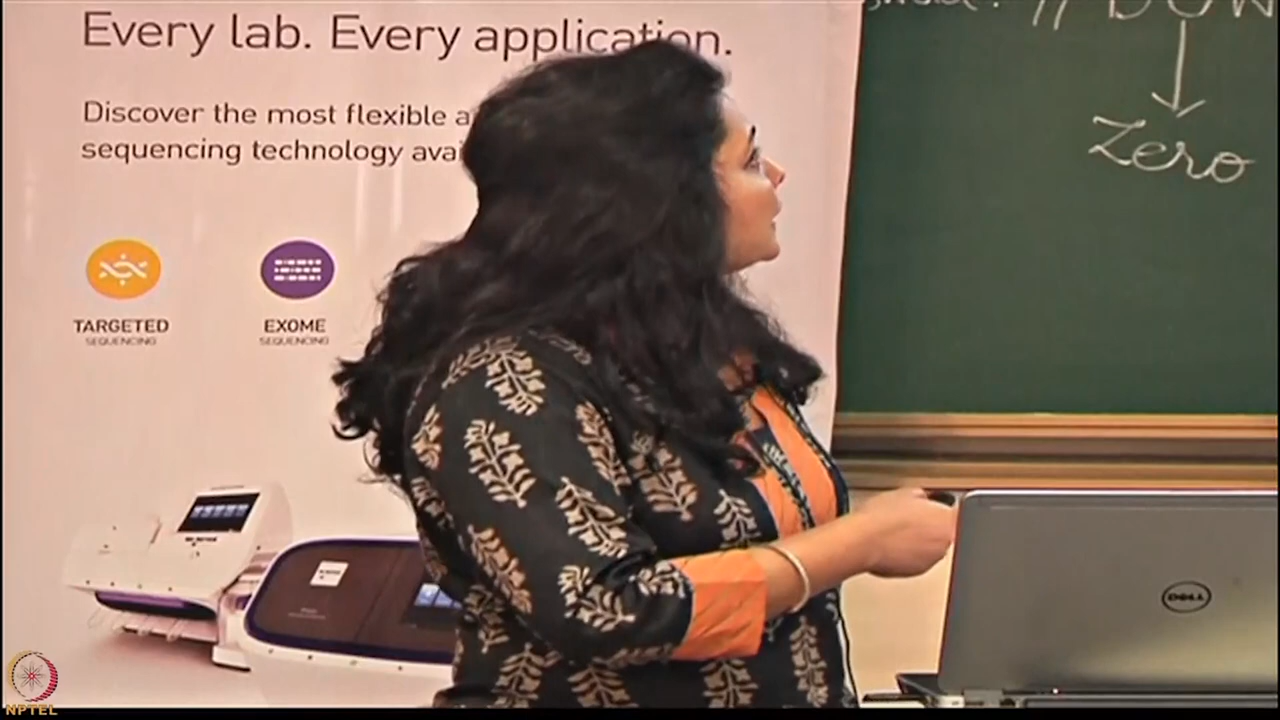 Every lab. Every application.
Discover the most flexible a
sequencing technology avai
TARGETED
SEQUENCING
EXOME
SEQUENCING
Zero
DELL
NPTEL